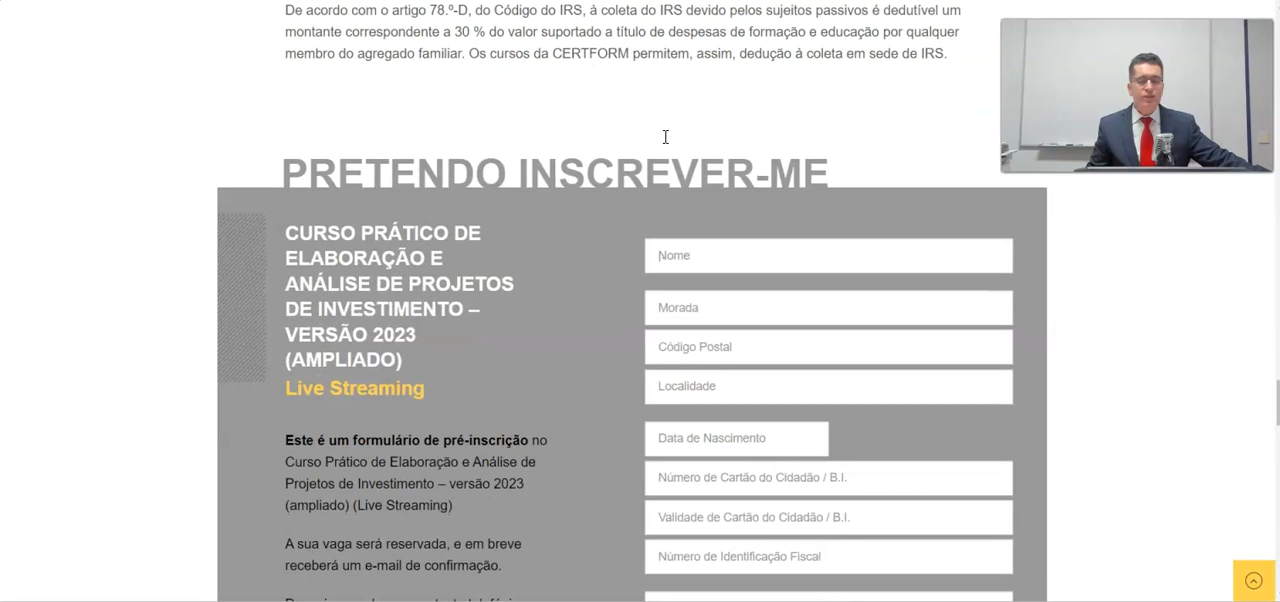 De acordo com o artigo 78.º-D, do Código do IRS, à coleta do IRS devido pelos sujeitos passivos é dedutível um
montante correspondente a 30 % do valor suportado a título de despesas de formação e educação por qualquer
membro do agregado familiar. Os cursos da CERTFORM permitem, assim, dedução à coleta em sede de IRS.
PRETENDO INSCREVER-ME
CURSO PRÁTICO DE
ELABORAÇÃO E
ANÁLISE DE PROJETOS
DE INVESTIMENTO –
VERSÃO 2023
(AMPLIADO)
Live Streaming
Este é um formulário de pré-inscrição no
Curso Prático de Elaboração e Análise de
Projetos de Investimento – versão 2023
(ampliado) (Live Streaming)
A sua vaga será reservada, e em breve
receberá um e-mail de confirmação.
Nome
Morada
Código Postal
Localidade
Data de Nascimento
Número de Cartão do Cidadão / B.I.
Validade de Cartão do Cidadão / B.I.
Número de Identificação Fiscal